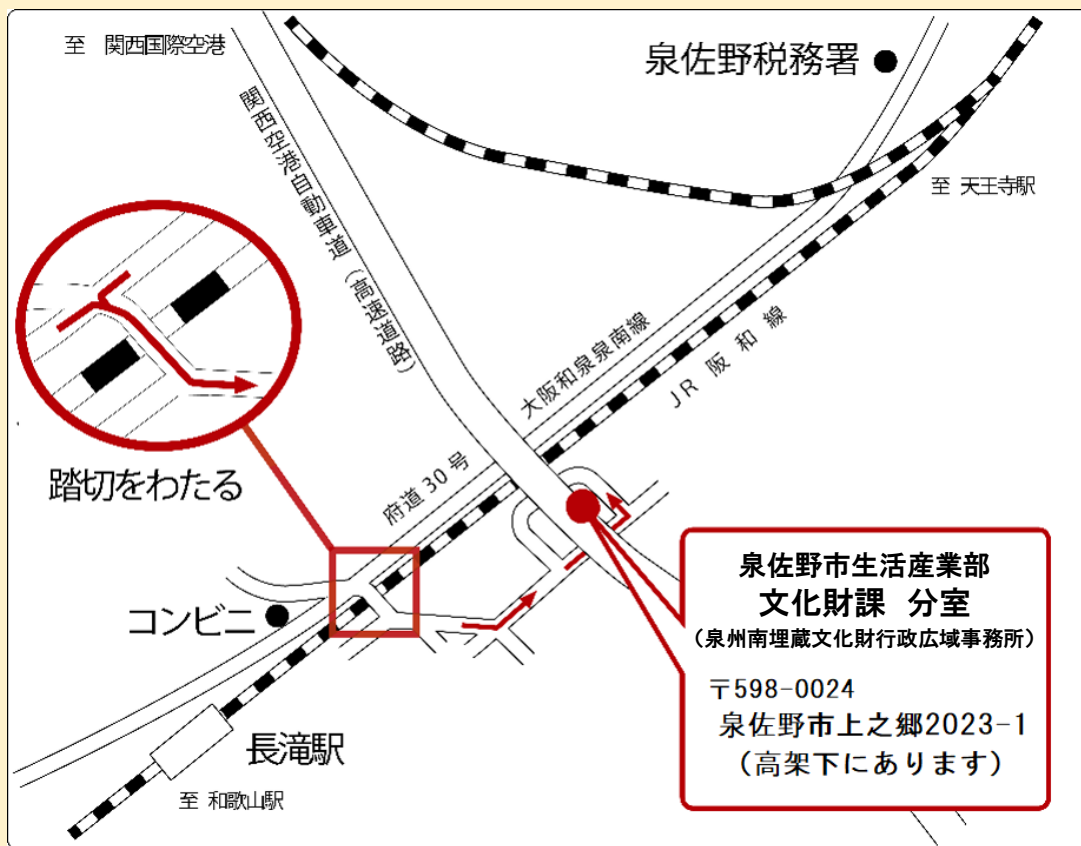 至 関西国際空港
泉佐野税務署
関西空港自動車道(高速道路)
至 天王寺駅
大阪和泉泉南線
JR 阪和線
踏切をわたる
府道30号
コンビニ
長滝駅
至 和歌山駅
泉佐野市生活産業部
文化財課 分室
(泉州南埋蔵文化財行政広域事務所)
〒598-0024
泉佐野市上之郷2023-1
(高架下にあります)